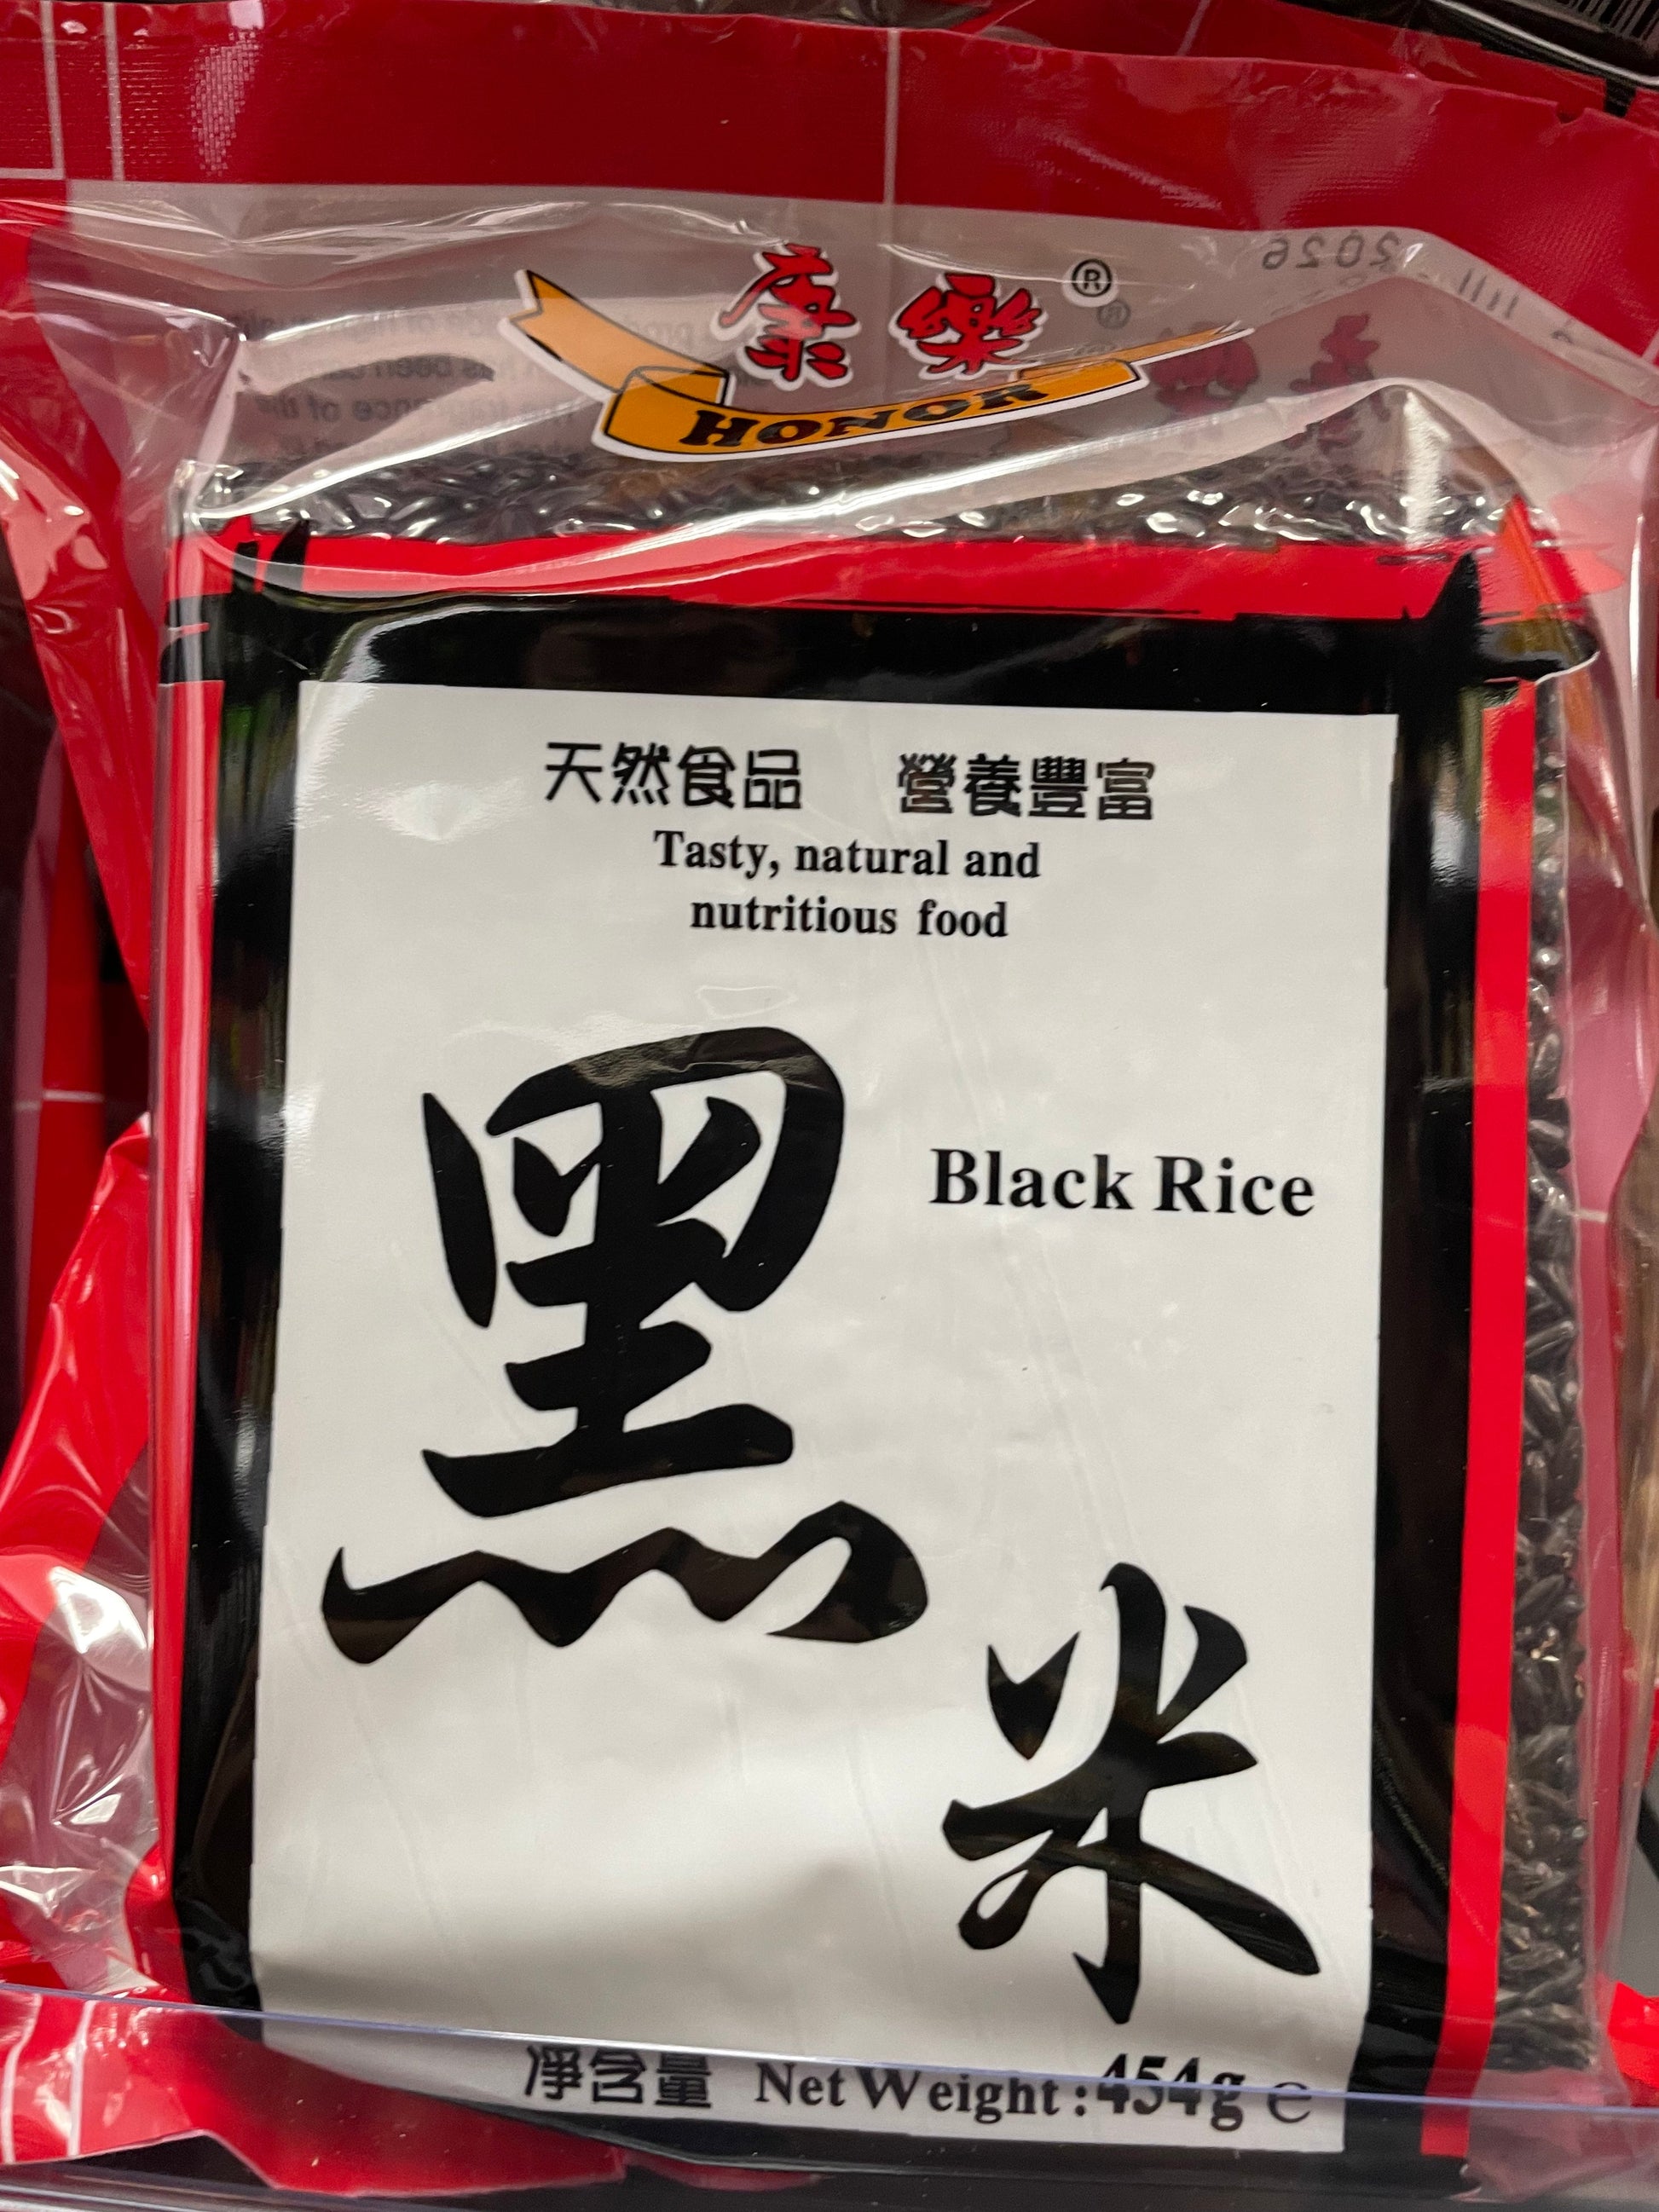 康樂®
HONOR
2026
天然食品 營養豐富
Tasty, natural and
nutritious food
黑
Black Rice
米
淨含量 Net Weight :454g ℮